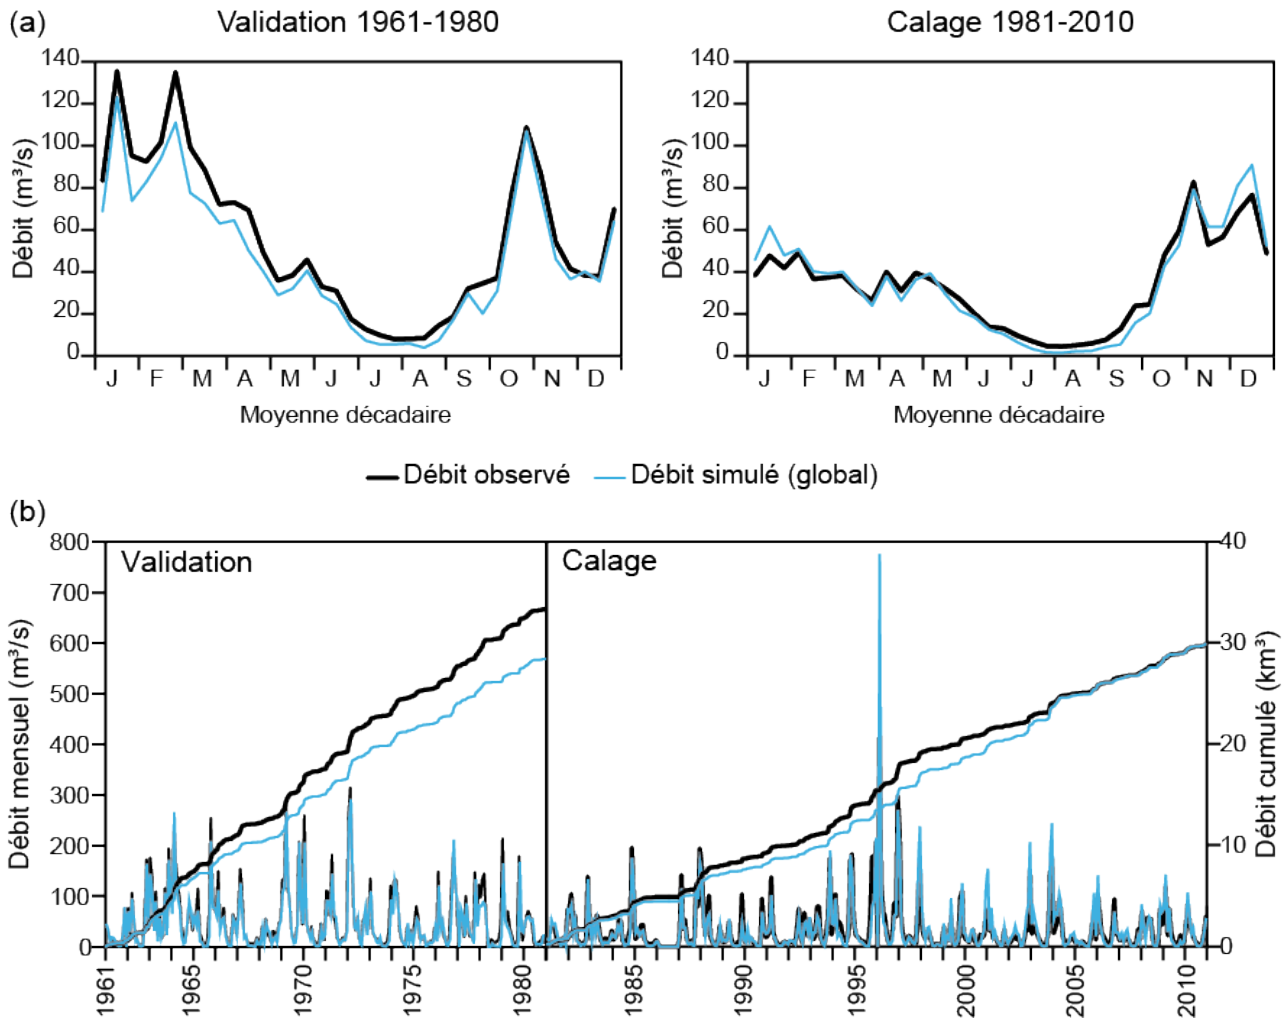 (a)
Validation 1961-1980
Calage 1981-2010
140
120
100
80
60
40
20
0
Débit (m³/s)
J F M A M J J A S O N D
Moyenne décadaire
140
120
100
80
60
40
20
0
Débit (m³/s)
J F M A M J J A S O N D
Moyenne décadaire
Débit observé Débit simulé (global)
(b)
Validation
Calage
800
700
600
500
400
300
200
100
0
Débit mensuel (m³/s)
40
30
20
10
0
Débit cumulé (km³)
1961 1965 1970 1975 1980 1985 1990 1995 2000 2005 2010